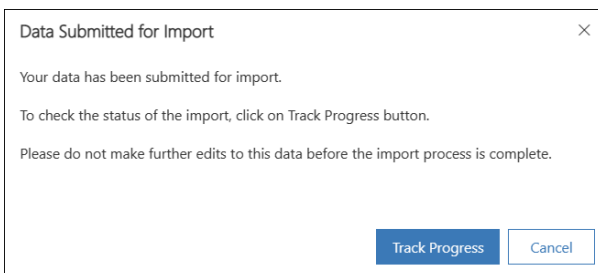 Data Submitted for Import
Your data has been submitted for import.
To check the status of the import, click on Track Progress button.
Please do not make further edits to this data before the import process is complete.
Track Progress
Cancel